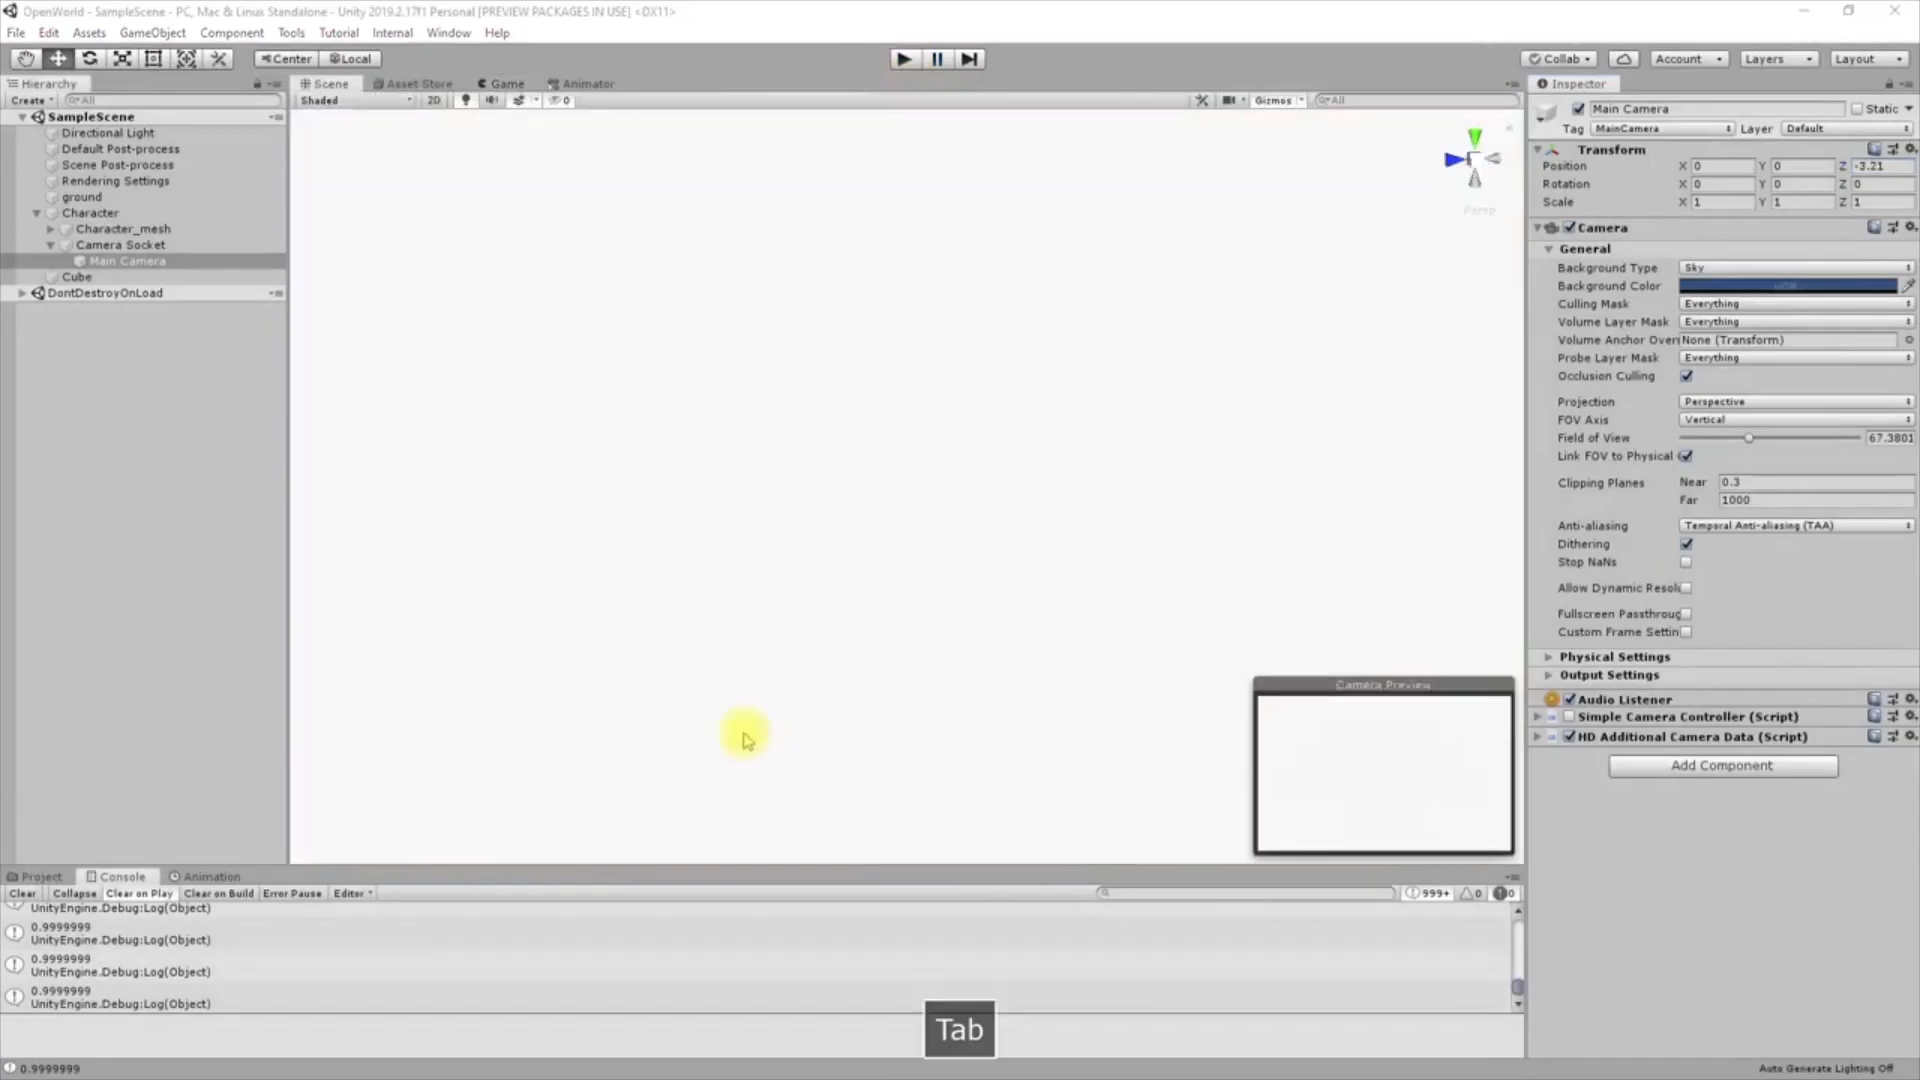 OpenWorld - SampleScene - PC, Mac & Linux Standalone - Unity 2019.2.17f1 Personal [PREVIEW PACKAGES IN USE] <DX11>
File Edit Assets GameObject Component Tools Tutorial Internal Window Help
Center Local Collab Account Layers Layout
Hierarchy Scene Asset Store Game Animator Inspector
Create All Shaded 2D 0 Gizmos All
SampleScene
Directional Light
Default Post-process
Scene Post-process
Rendering Settings
ground
Character
Character_mesh
Camera Socket
Main Camera
Cube
DontDestroyOnLoad
Persp
Camera Preview
Main Camera Static
Tag MainCamera Layer Default
Transform
Position X 0 Y 0 Z -3.21
Rotation X 0 Y 0 Z 0
Scale X 1 Y 1 Z 1
Camera
General
Background Type Sky
Background Color HDR
Culling Mask Everything
Volume Layer Mask Everything
Volume Anchor Over None (Transform)
Probe Layer Mask Everything
Occlusion Culling
Projection Perspective
FOV Axis Vertical
Field of View 67.3801
Link FOV to Physical
Clipping Planes Near 0.3
Far 1000
Anti-aliasing Temporal Anti-aliasing (TAA)
Dithering
Stop NaNs
Allow Dynamic Resol
Fullscreen Passthroug
Custom Frame Settin
Physical Settings
Output Settings
Audio Listener
Simple Camera Controller (Script)
HD Additional Camera Data (Script)
Add Component
Project Console Animation
Clear Collapse Clear on Play Clear on Build Error Pause Editor 999+ 0 0
UnityEngine.Debug:Log(Object)
0.9999999
UnityEngine.Debug:Log(Object)
0.9999999
UnityEngine.Debug:Log(Object)
0.9999999
UnityEngine.Debug:Log(Object)
Tab
0.9999999
Auto Generate Lighting Off